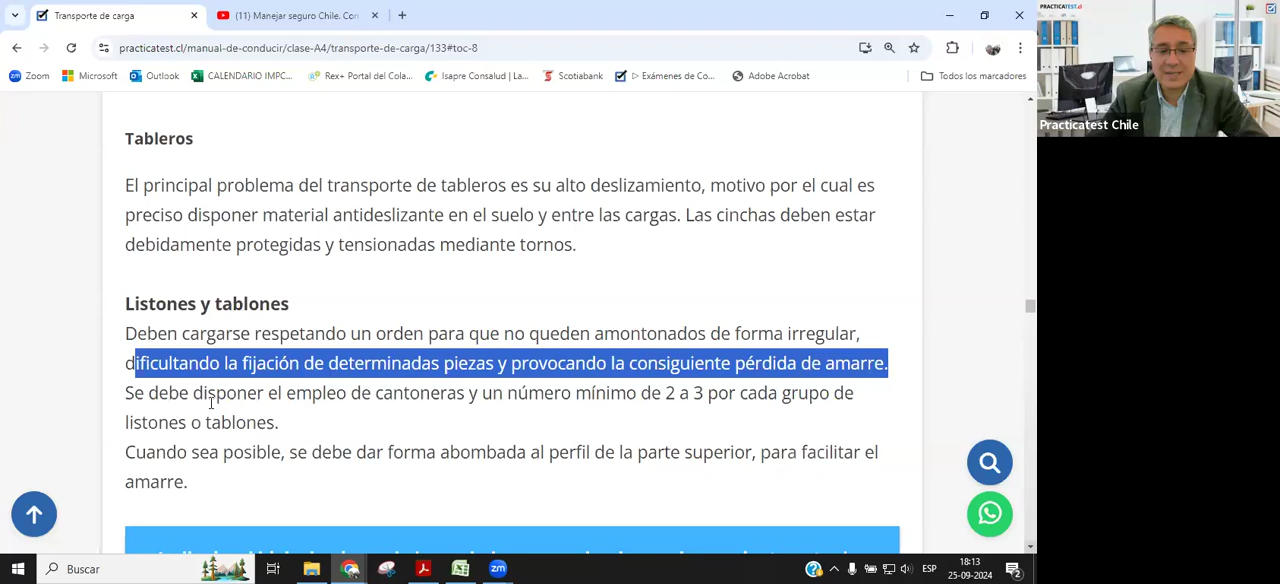 Transporte de carga
(11) Manejar seguro Chile. Con
practicatest.cl/manual-de-conducir/clase-A4/transporte-de-carga/133#toc-8
Zoom
Microsoft
Outlook
CALENDARIO IMPC...
Rex+ Portal del Cola...
Isapre Consalud | La...
Scotiabank
▷ Exámenes de Co...
Adobe Acrobat
Todos los marcadores
Tableros
El principal problema del transporte de tableros es su alto deslizamiento, motivo por el cual es
preciso disponer material antideslizante en el suelo y entre las cargas. Las cinchas deben estar
debidamente protegidas y tensionadas mediante tornos.
Listones y tablones
Deben cargarse respetando un orden para que no queden amontonados de forma irregular,
dificultando la fijación de determinadas piezas y provocando la consiguiente pérdida de amarre.
Se debe disponer el empleo de cantoneras y un número mínimo de 2 a 3 por cada grupo de
listones o tablones.
Cuando sea posible, se debe dar forma abombada al perfil de la parte superior, para facilitar el
amarre.
PRACTICATEST.cl
Practicatest Chile
Buscar
zm
ESP
18:13
25-09-2024
2